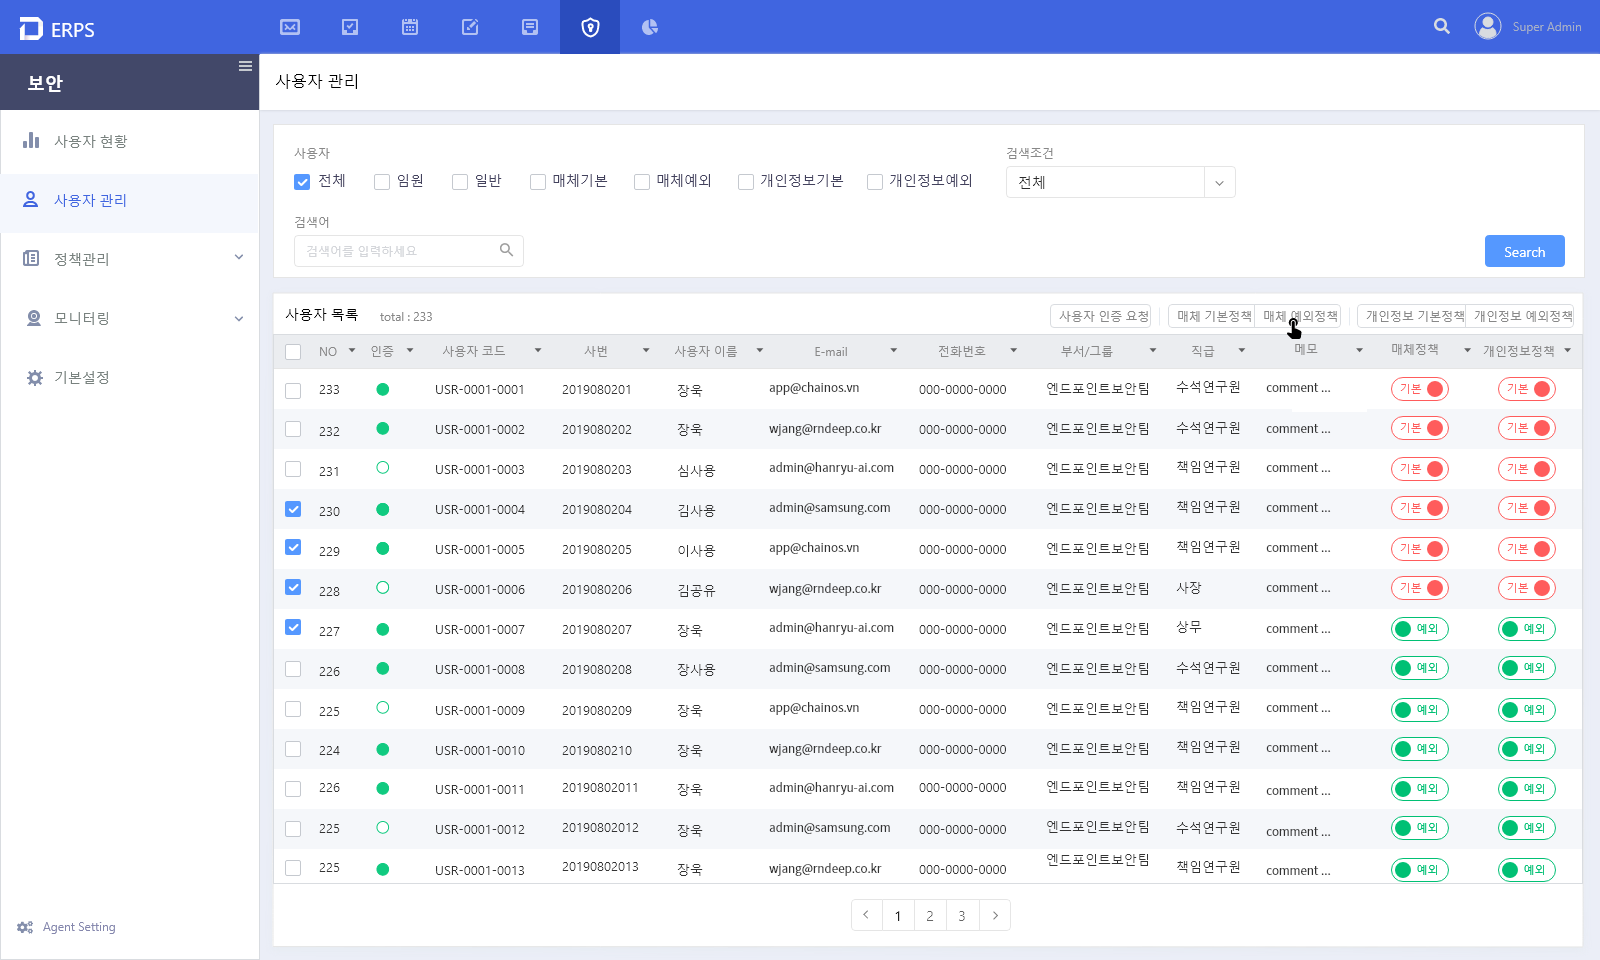 ERPS
Super Admin
보안
사용자 관리
사용자 현황
사용자 관리
정책관리
모니터링
기본설정
Agent Setting
사용자
검색조건
전체 임원 일반 매체기본 매체예외 개인정보기본 개인정보예외
전체
검색어
검색어를 입력하세요
Search
사용자 목록 total : 233
사용자 인증 요청 매체 기본정책 매체 예외정책 개인정보 기본정책 개인정보 예외정책
NO 인증 사용자 코드 사번 사용자 이름 E-mail 전화번호 부서/그룹 직급 메모 매체정책 개인정보정책
233 USR-0001-0001 2019080201 장욱 app@chainos.vn 000-0000-0000 엔드포인트보안팀 수석연구원 comment ... 기본 기본
232 USR-0001-0002 2019080202 장욱 wjang@rndeep.co.kr 000-0000-0000 엔드포인트보안팀 수석연구원 comment ... 기본 기본
231 USR-0001-0003 2019080203 심사용 admin@hanryu-ai.com 000-0000-0000 엔드포인트보안팀 책임연구원 comment ... 기본 기본
230 USR-0001-0004 2019080204 김사용 admin@samsung.com 000-0000-0000 엔드포인트보안팀 책임연구원 comment ... 기본 기본
229 USR-0001-0005 2019080205 이사용 app@chainos.vn 000-0000-0000 엔드포인트보안팀 책임연구원 comment ... 기본 기본
228 USR-0001-0006 2019080206 김공유 wjang@rndeep.co.kr 000-0000-0000 엔드포인트보안팀 사장 comment ... 기본 기본
227 USR-0001-0007 2019080207 장욱 admin@hanryu-ai.com 000-0000-0000 엔드포인트보안팀 상무 comment ... 예외 예외
226 USR-0001-0008 2019080208 장사용 admin@samsung.com 000-0000-0000 엔드포인트보안팀 수석연구원 comment ... 예외 예외
225 USR-0001-0009 2019080209 장욱 app@chainos.vn 000-0000-0000 엔드포인트보안팀 책임연구원 comment ... 예외 예외
224 USR-0001-0010 2019080210 장욱 wjang@rndeep.co.kr 000-0000-0000 엔드포인트보안팀 책임연구원 comment ... 예외 예외
226 USR-0001-0011 20190802011 장욱 admin@hanryu-ai.com 000-0000-0000 엔드포인트보안팀 책임연구원 comment ... 예외 예외
225 USR-0001-0012 20190802012 장욱 admin@samsung.com 000-0000-0000 엔드포인트보안팀 수석연구원 comment ... 예외 예외
225 USR-0001-0013 20190802013 장욱 wjang@rndeep.co.kr 000-0000-0000 엔드포인트보안팀 책임연구원 comment ... 예외 예외
1 2 3